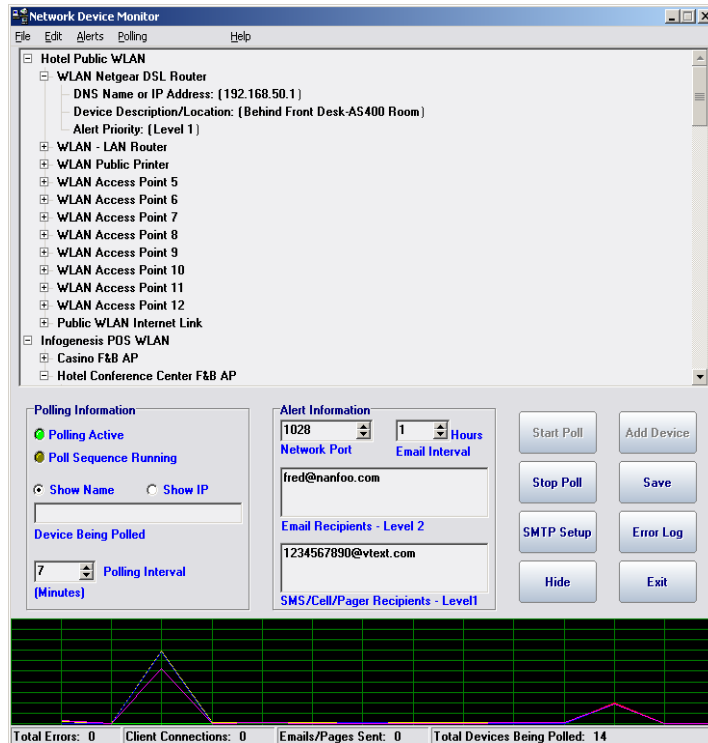 Network Device Monitor
File Edit Alerts Polling Help
Hotel Public WLAN
WLAN Netgear DSL Router
DNS Name or IP Address: (192.168.50.1)
Device Description/Location: (Behind Front Desk-AS400 Room)
Alert Priority: (Level 1)
WLAN - LAN Router
WLAN Public Printer
WLAN Access Point 5
WLAN Access Point 6
WLAN Access Point 7
WLAN Access Point 8
WLAN Access Point 9
WLAN Access Point 10
WLAN Access Point 11
WLAN Access Point 12
Public WLAN Internet Link
Infogenesis POS WLAN
Casino F&B AP
Hotel Conference Center F&B AP
Polling Information
Polling Active
Poll Sequence Running
Show Name Show IP
Device Being Polled
7 Polling Interval
(Minutes)
Alert Information
1028 1 Hours
Network Port Email Interval
fred@nanfoo.com
Email Recipients - Level 2
1234567890@vtext.com
SMS/Cell/Pager Recipients - Level1
Start Poll Add Device
Stop Poll Save
SMTP Setup Error Log
Hide Exit
Total Errors: 0 Client Connections: 0 Emails/Pages Sent: 0 Total Devices Being Polled: 14